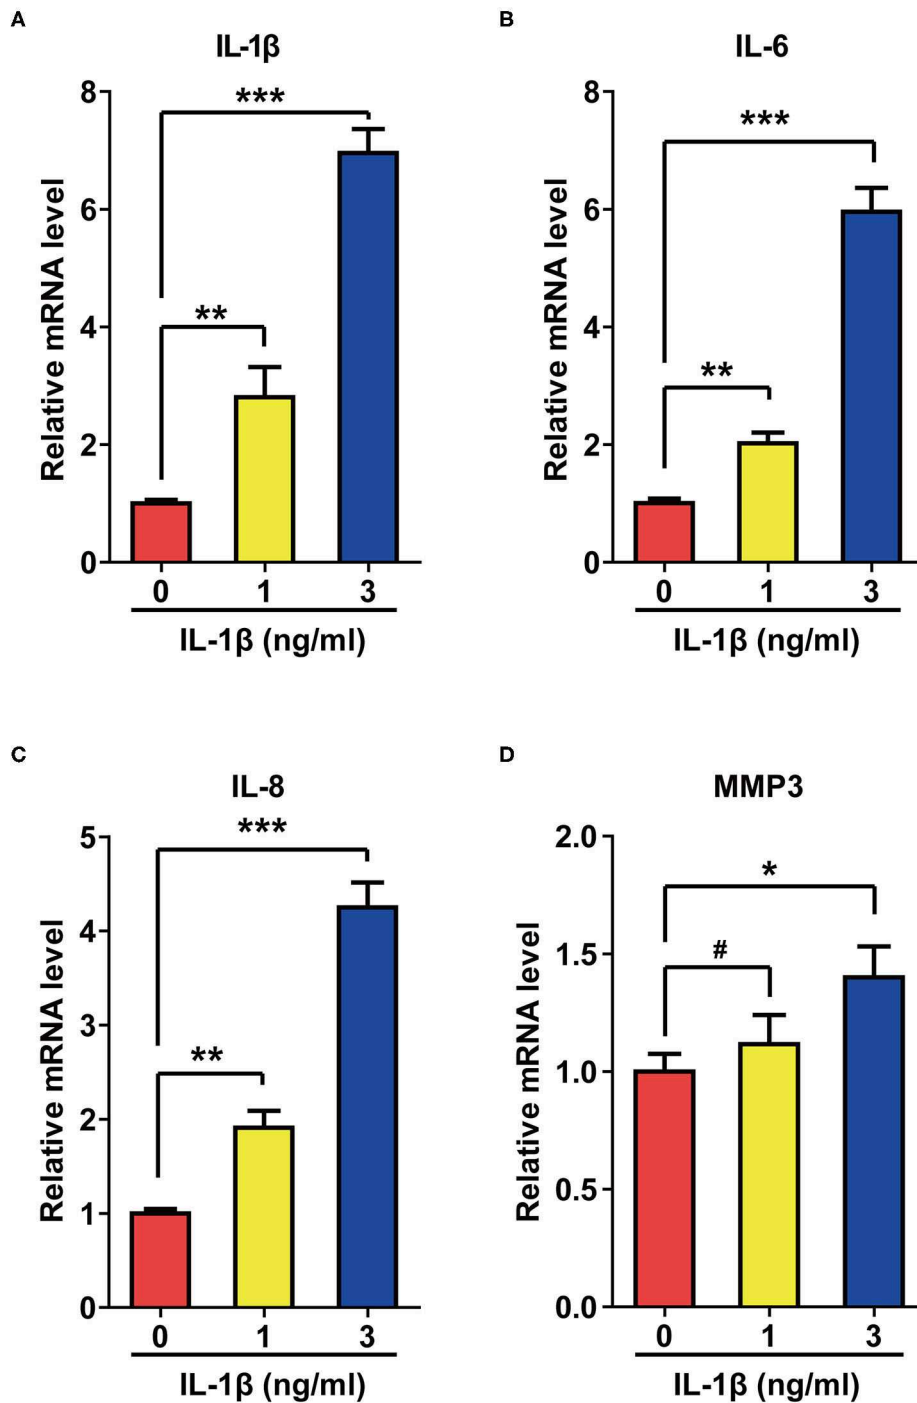 A
IL-1β
Relative mRNA level
8
6
4
2
0
***
**
0 1 3
IL-1β (ng/ml)
B
IL-6
Relative mRNA level
8
6
4
2
0
***
**
0 1 3
IL-1β (ng/ml)
C
IL-8
Relative mRNA level
5
4
3
2
1
0
***
**
0 1 3
IL-1β (ng/ml)
D
MMP3
Relative mRNA level
2.0
1.5
1.0
0.5
0.0
*
#
0 1 3
IL-1β (ng/ml)